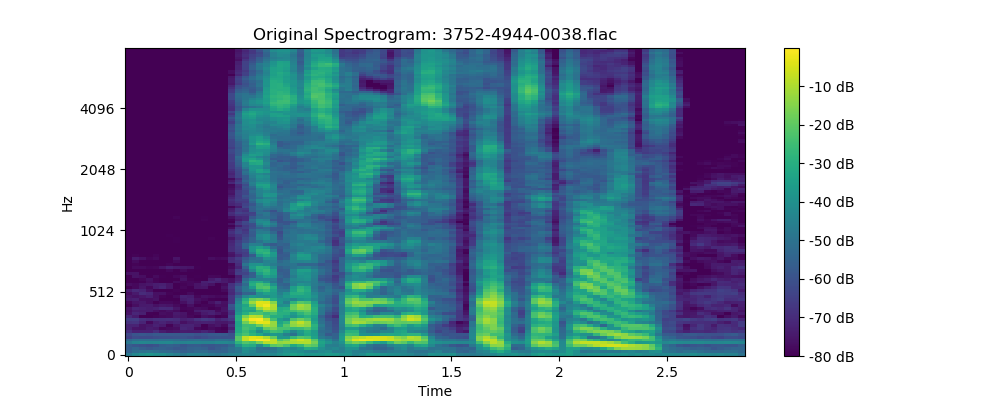 Original Spectrogram: 3752-4944-0038.flac
Hz
4096
2048
1024
512
0
0
0.5
1
1.5
2
2.5
Time
-10 dB
-20 dB
-30 dB
-40 dB
-50 dB
-60 dB
-70 dB
-80 dB